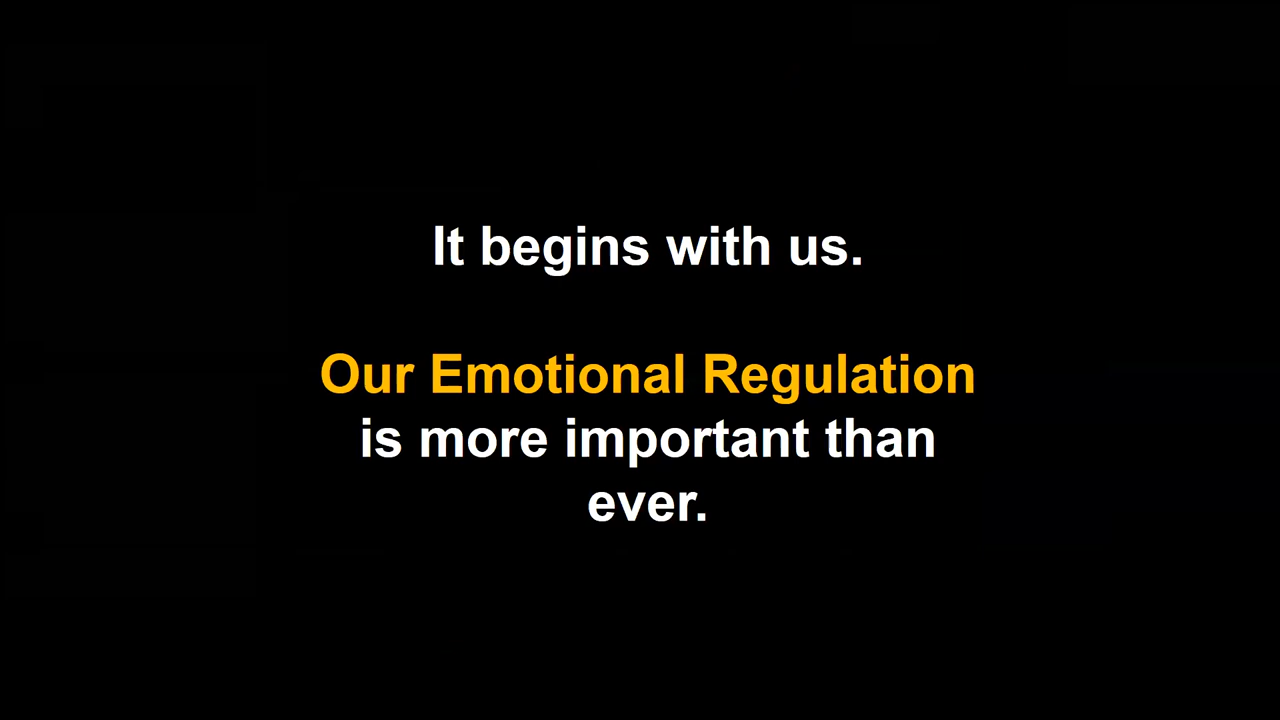 It begins with us.
Our Emotional Regulation
is more important than
ever.